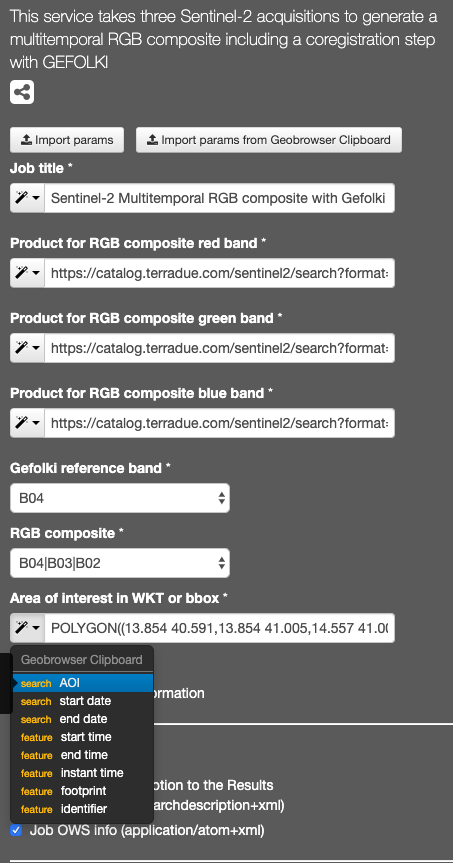 This service takes three Sentinel-2 acquisitions to generate a
multitemporal RGB composite including a coregistration step
with GEFOLKI
Import params
Import params from Geobrowser Clipboard
Job title *
Sentinel-2 Multitemporal RGB composite with Gefolki
Product for RGB composite red band *
https://catalog.terradue.com/sentinel2/search?format=
Product for RGB composite green band *
https://catalog.terradue.com/sentinel2/search?format=
Product for RGB composite blue band *
https://catalog.terradue.com/sentinel2/search?format=
Gefolki reference band *
B04
RGB composite *
B04|B03|B02
Area of interest in WKT or bbox *
POLYGON((13.854 40.591,13.854 41.005,14.557 41.00
Geobrowser Clipboard
search AOI
ormation
search start date
search end date
feature start time
feature end time
feature instant time
ption to the Results
feature footprint
archdescription+xml)
feature identifier
Job OWS info (application/atom+xml)